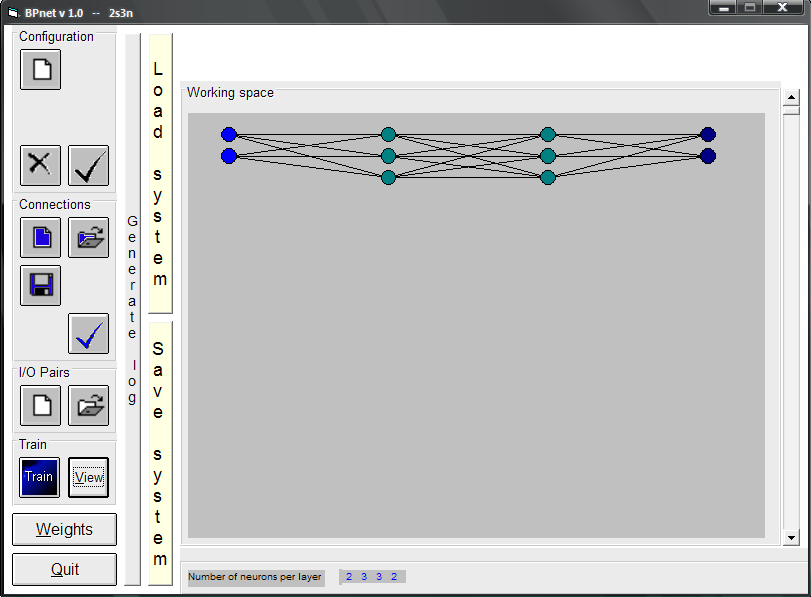 BPnet v 1.0 -- 2s3n
Configuration
Connections
I/O Pairs
Train
Train
View
Weights
Quit
Generate log
Load system
Save system
Working space
Number of neurons per layer
2 3 3 2